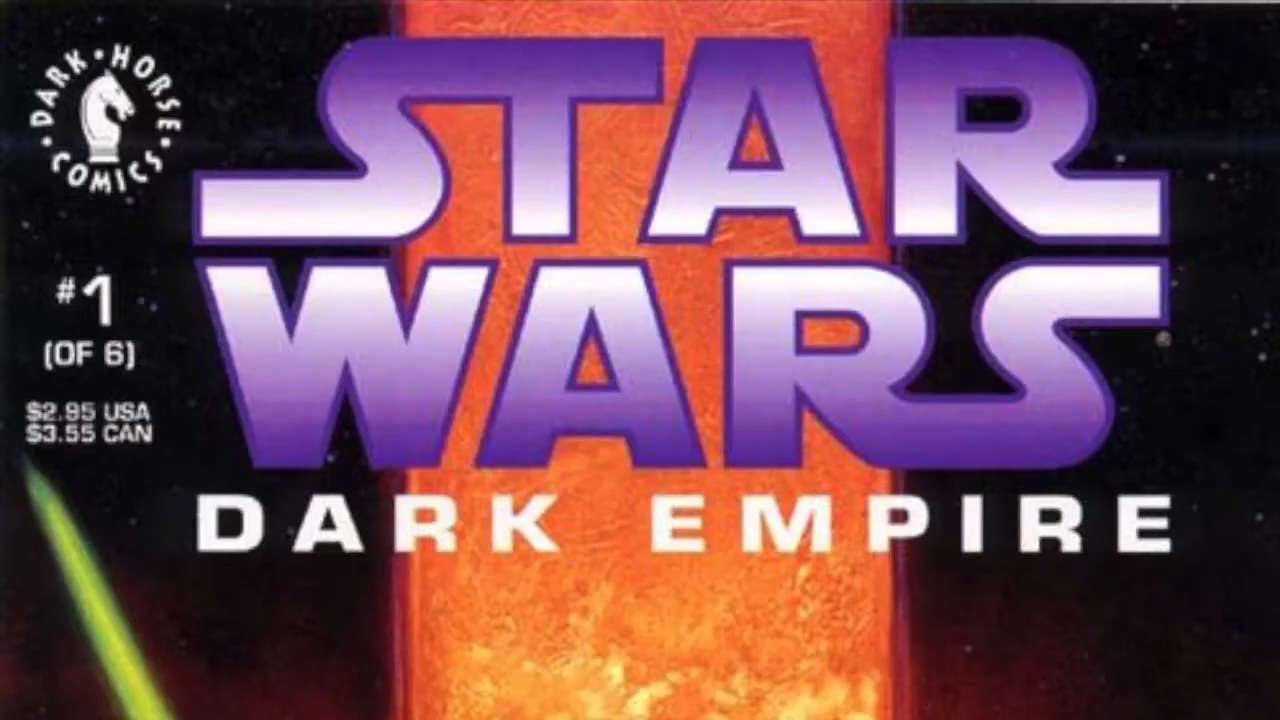 DARK • HORSE • COMICS •
STAR
WARS
#1
(OF 6)
$2.95 USA
$3.55 CAN
DARK EMPIRE